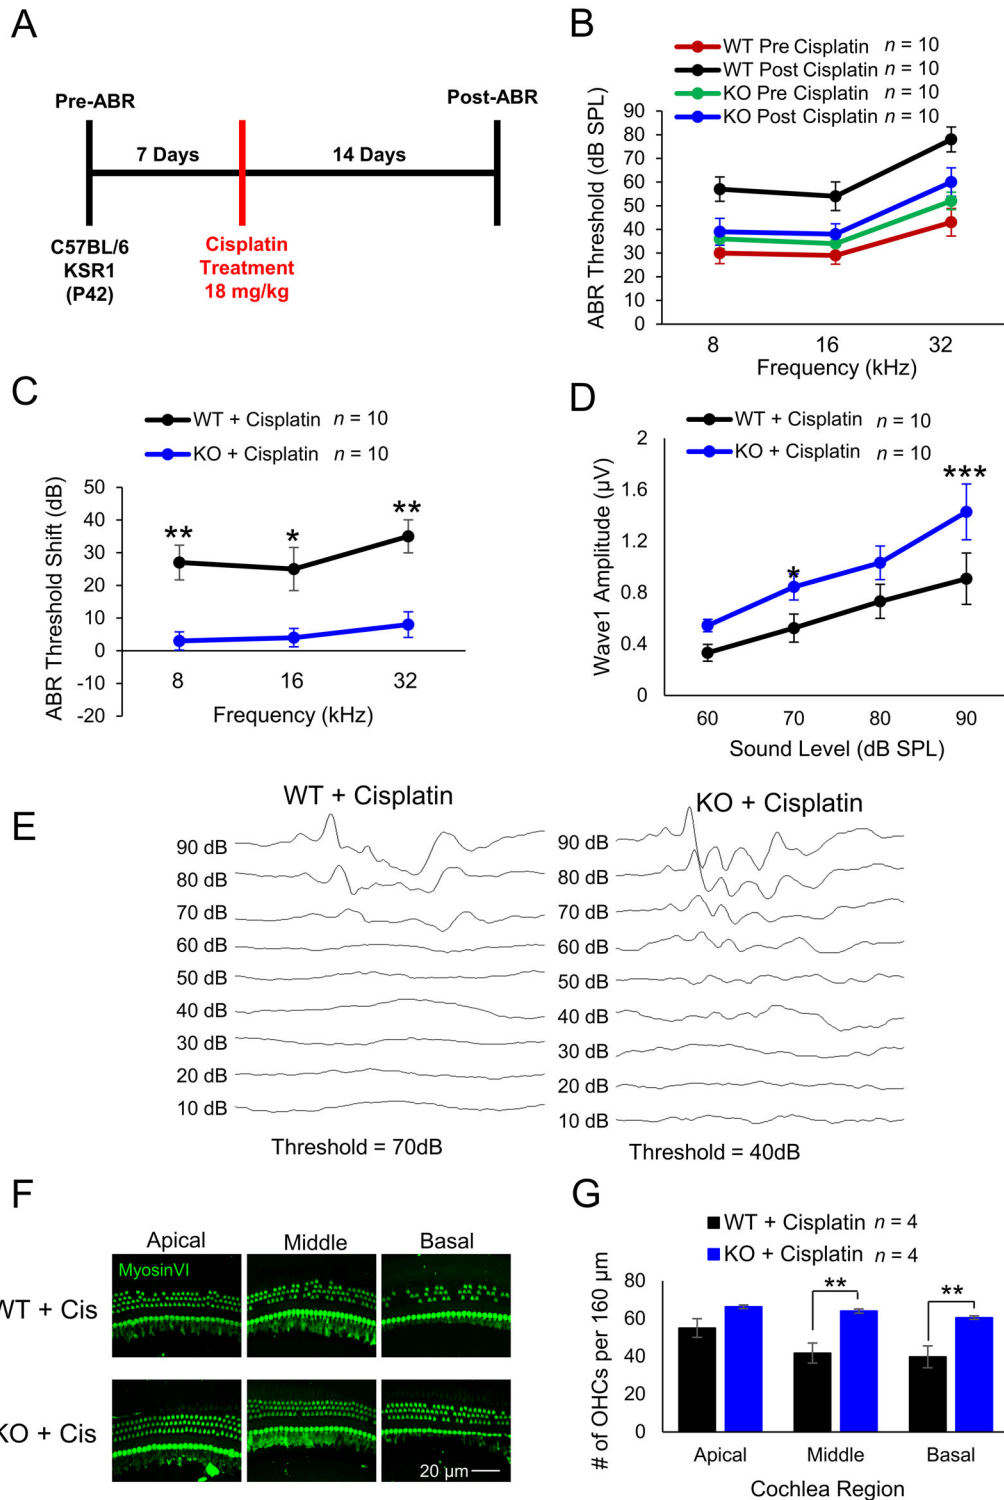 A
Pre-ABR
Post-ABR
7 Days
14 Days
C57BL/6
KSR1
(P42)
Cisplatin
Treatment
18 mg/kg
B
WT Pre Cisplatin n = 10
WT Post Cisplatin n = 10
KO Pre Cisplatin n = 10
KO Post Cisplatin n = 10
ABR Threshold (dB SPL)
90
80
70
60
50
40
30
20
10
0
8 16 32
Frequency (kHz)
C
WT + Cisplatin n = 10
KO + Cisplatin n = 10
ABR Threshold Shift (dB)
50
40
30
20
10
0
-10
-20
** * **
8 16 32
Frequency (kHz)
D
WT + Cisplatin n = 10
KO + Cisplatin n = 10
Wave1 Amplitude (µV)
2
1.6
1.2
0.8
0.4
0
* ***
60 70 80 90
Sound Level (dB SPL)
E
WT + Cisplatin
90 dB
80 dB
70 dB
60 dB
50 dB
40 dB
30 dB
20 dB
10 dB
Threshold = 70dB
KO + Cisplatin
90 dB
80 dB
70 dB
60 dB
50 dB
40 dB
30 dB
20 dB
10 dB
Threshold = 40dB
F
Apical Middle Basal
MyosinVI
WT + Cis
KO + Cis
20 µm
G
WT + Cisplatin n = 4
KO + Cisplatin n = 4
# of OHCs per 160 µm
80
60
40
20
0
** **
Apical Middle Basal
Cochlea Region